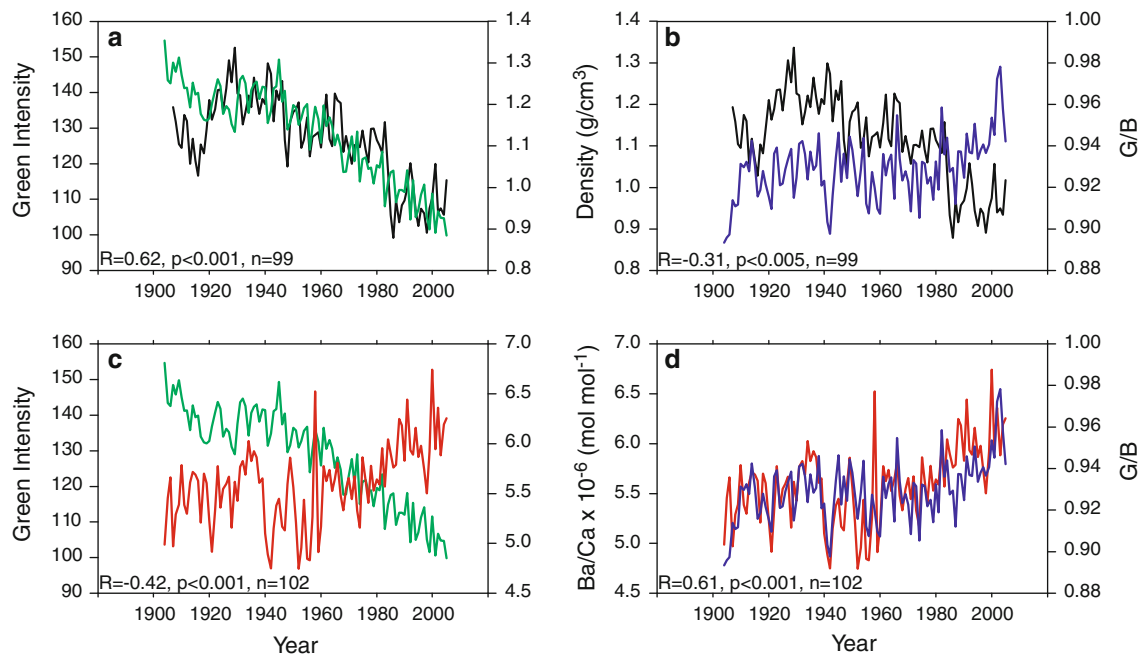 a
160
150
140
130
120
110
100
90
Green Intensity
1.4
1.3
1.2
1.1
1.0
0.9
0.8
R=0.62, p<0.001, n=99
1900 1920 1940 1960 1980 2000
b
1.4
1.3
1.2
1.1
1.0
0.9
0.8
Density (g/cm³)
1.00
0.98
0.96
0.94
0.92
0.90
0.88
G/B
R=-0.31, p<0.005, n=99
1900 1920 1940 1960 1980 2000
c
160
150
140
130
120
110
100
90
Green Intensity
7.0
6.5
6.0
5.5
5.0
4.5
R=-0.42, p<0.001, n=102
1900 1920 1940 1960 1980 2000
Year
d
7.0
6.5
6.0
5.5
5.0
4.5
Ba/Ca x 10⁻⁶ (mol mol⁻¹)
1.00
0.98
0.96
0.94
0.92
0.90
0.88
G/B
R=0.61, p<0.001, n=102
1900 1920 1940 1960 1980 2000
Year